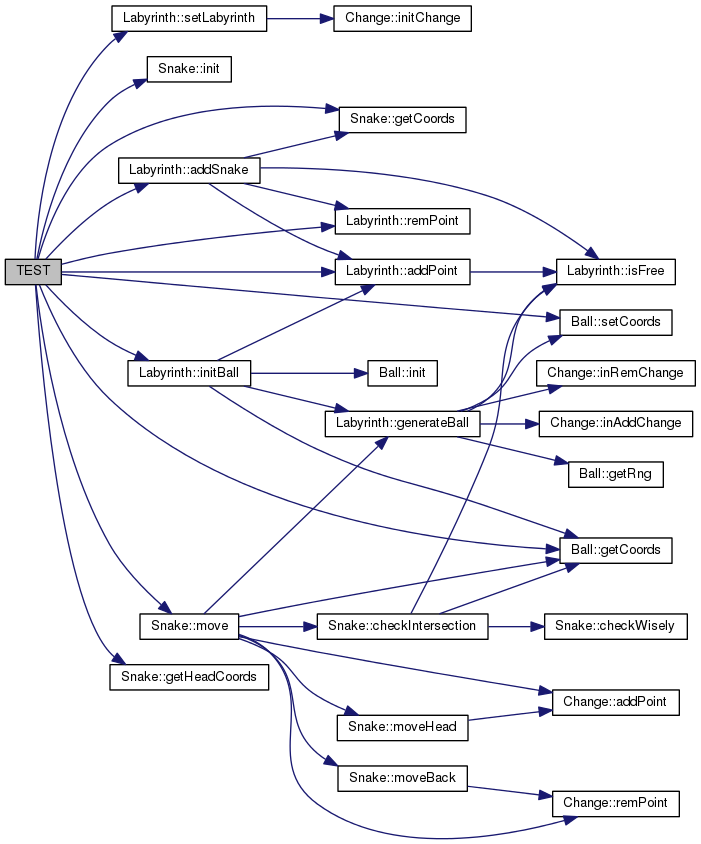 Labyrinth::setLabyrinth
Change::initChange
Snake::init
Snake::getCoords
Labyrinth::addSnake
Labyrinth::remPoint
TEST
Labyrinth::addPoint
Labyrinth::isFree
Ball::setCoords
Labyrinth::initBall
Ball::init
Change::inRemChange
Labyrinth::generateBall
Change::inAddChange
Ball::getRng
Ball::getCoords
Snake::move
Snake::checkIntersection
Snake::checkWisely
Snake::getHeadCoords
Change::addPoint
Snake::moveHead
Snake::moveBack
Change::remPoint